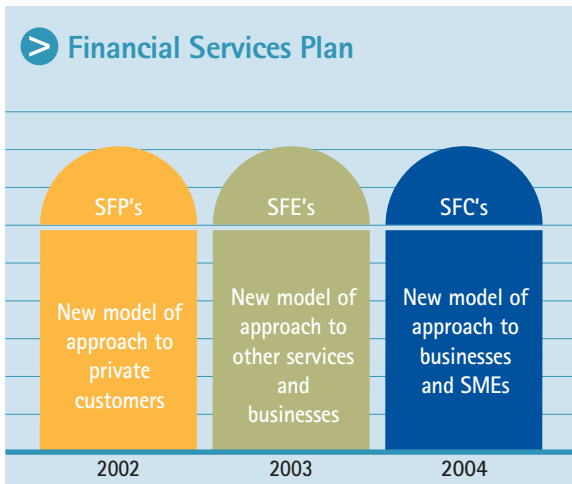 > Financial Services Plan
SFP's
SFE's
SFC's
New model of
approach to
private
customers
New model of
approach to
other services
and
businesses
New model of
approach to
businesses
and SMEs
2002
2003
2004